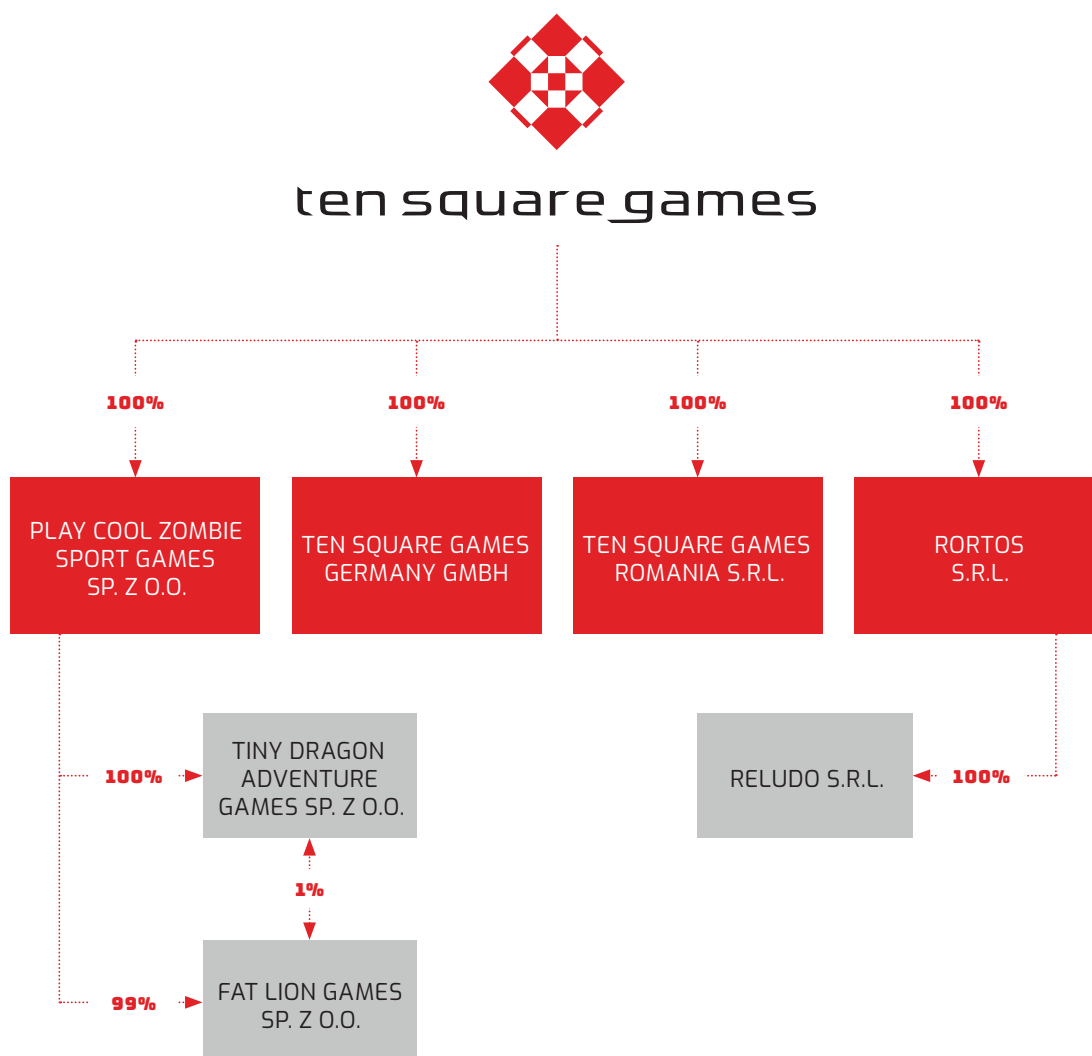 ten square games
100%
100%
100%
100%
PLAY COOL ZOMBIE
SPORT GAMES
SP. Z O.O.
TEN SQUARE GAMES
GERMANY GMBH
TEN SQUARE GAMES
ROMANIA S.R.L.
RORTOS
S.R.L.
100%
TINY DRAGON
ADVENTURE
GAMES SP. Z O.O.
RELUDO S.R.L.
100%
1%
99%
FAT LION GAMES
SP. Z O.O.